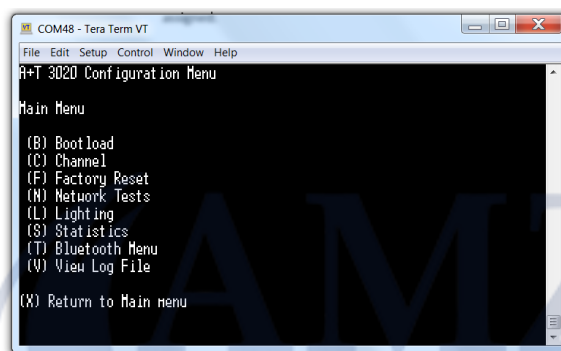 assigned.
COM48 - Tera Term VT
File Edit Setup Control Window Help
A+T 3020 Configuration Menu
Main Menu
(B) Bootload
(C) Channel
(F) Factory Reset
(N) Network Tests
(L) Lighting
(S) Statistics
(T) Bluetooth Menu
(V) View Log File
(X) Return to Main menu